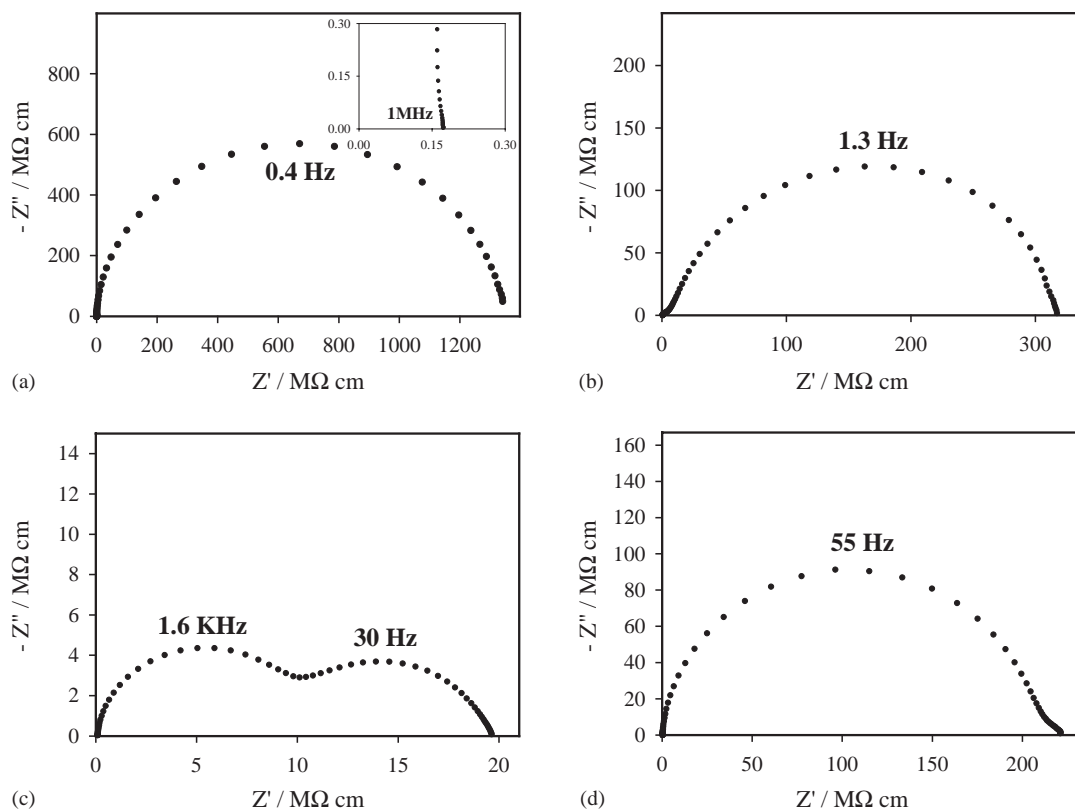 - Z'' / MΩ cm
800
600
400
200
0
0 200 400 600 800 1000 1200
Z' / MΩ cm
0.4 Hz
0.30
0.15
0.00
0.00 0.15 0.30
1MHz
(a)
- Z'' / MΩ cm
200
150
100
50
0
0 100 200 300
Z' / MΩ cm
1.3 Hz
(b)
- Z'' / MΩ cm
14
12
10
8
6
4
2
0
0 5 10 15 20
Z' / MΩ cm
1.6 KHz
30 Hz
(c)
- Z'' / MΩ cm
160
140
120
100
80
60
40
20
0
0 50 100 150 200
Z' / MΩ cm
55 Hz
(d)